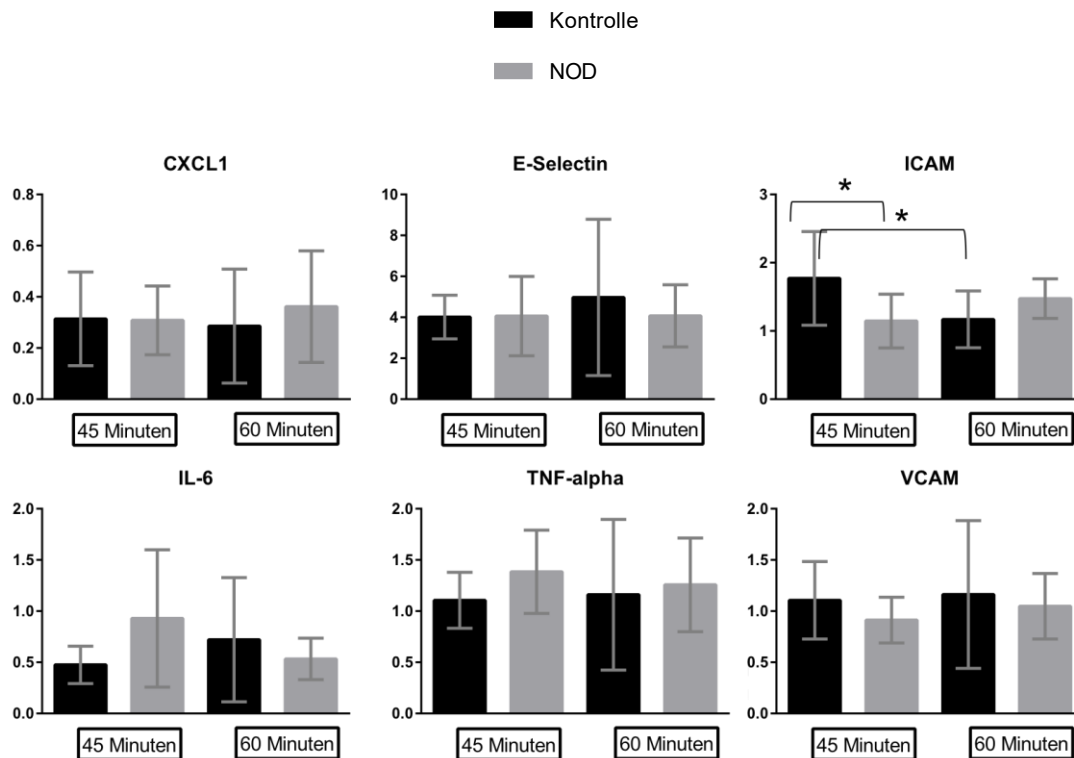 Kontrolle
NOD
CXCL1
0.8
0.6
0.4
0.2
0.0
45 Minuten
60 Minuten
E-Selectin
10
8
6
4
2
0
45 Minuten
60 Minuten
ICAM
3
2
1
0
*
*
45 Minuten
60 Minuten
IL-6
2.0
1.5
1.0
0.5
0.0
45 Minuten
60 Minuten
TNF-alpha
2.0
1.5
1.0
0.5
0.0
45 Minuten
60 Minuten
VCAM
2.0
1.5
1.0
0.5
0.0
45 Minuten
60 Minuten